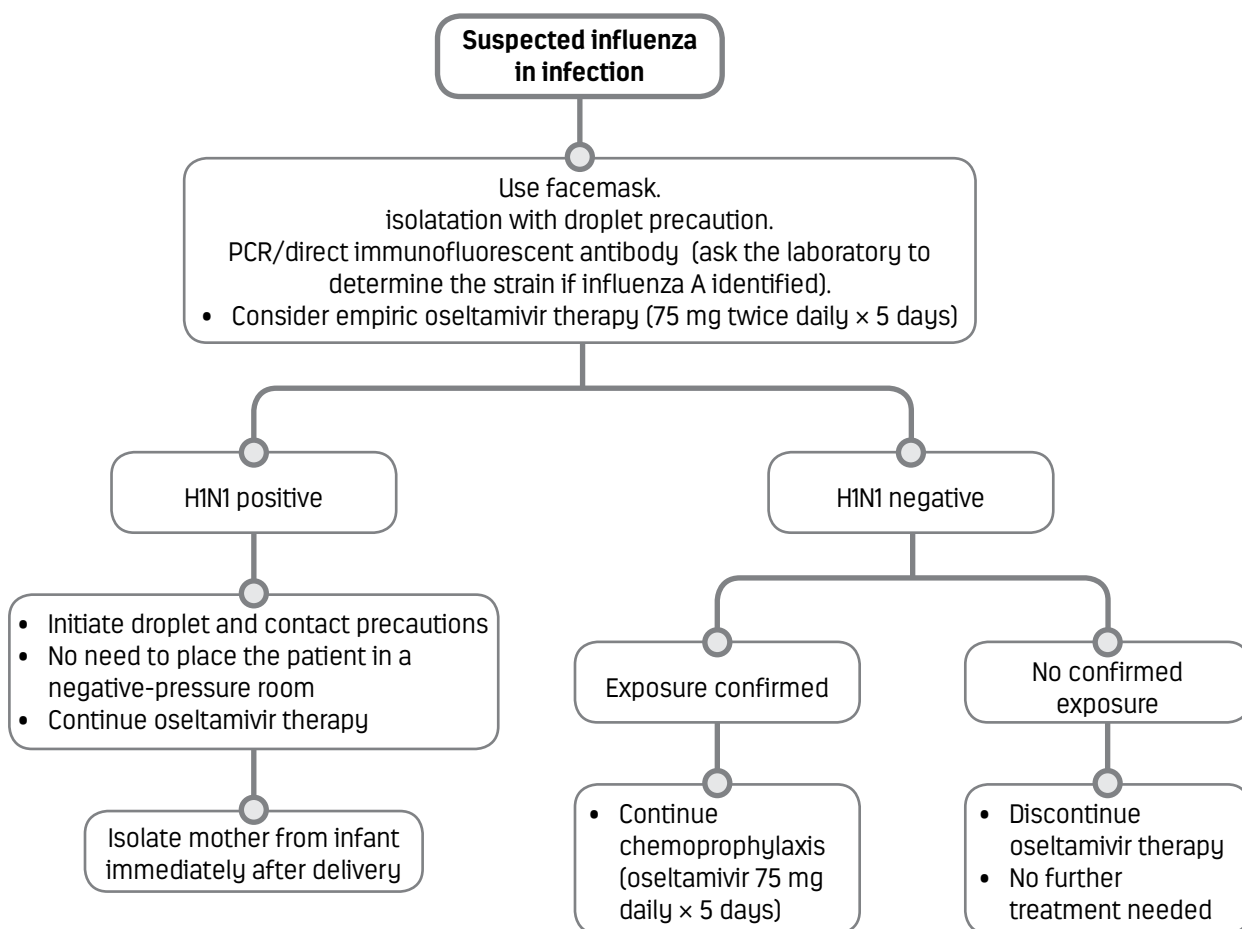 Suspected influenza
in infection
Use facemask.
isolatation with droplet precaution.
PCR/direct immunofluorescent antibody (ask the laboratory to
determine the strain if influenza A identified).
• Consider empiric oseltamivir therapy (75 mg twice daily × 5 days)
H1N1 positive
H1N1 negative
• Initiate droplet and contact precautions
• No need to place the patient in a
negative-pressure room
• Continue oseltamivir therapy
Exposure confirmed
No confirmed
exposure
Isolate mother from infant
immediately after delivery
• Continue
chemoprophylaxis
(oseltamivir 75 mg
daily × 5 days)
• Discontinue
oseltamivir therapy
• No further
treatment needed